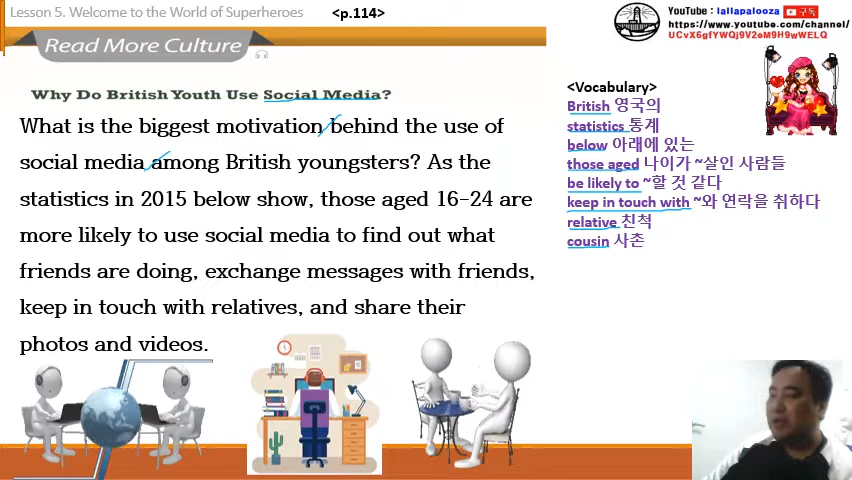 Lesson 5. Welcome to the World of Superheroes
<p.114>
YouTube : lallapalooza 구독
https://www.youtube.com/channel/
UCvX6gfYWQj9V2eM9H9wWELQ
Read More Culture
Why Do British Youth Use Social Media?
What is the biggest motivation behind the use of
social media among British youngsters? As the
statistics in 2015 below show, those aged 16-24 are
more likely to use social media to find out what
friends are doing, exchange messages with friends,
keep in touch with relatives, and share their
photos and videos.
<Vocabulary>
British 영국의
statistics 통계
below 아래에 있는
those aged 나이가 ~살인 사람들
be likely to ~할 것 같다
keep in touch with ~와 연락을 취하다
relative 친척
cousin 사촌